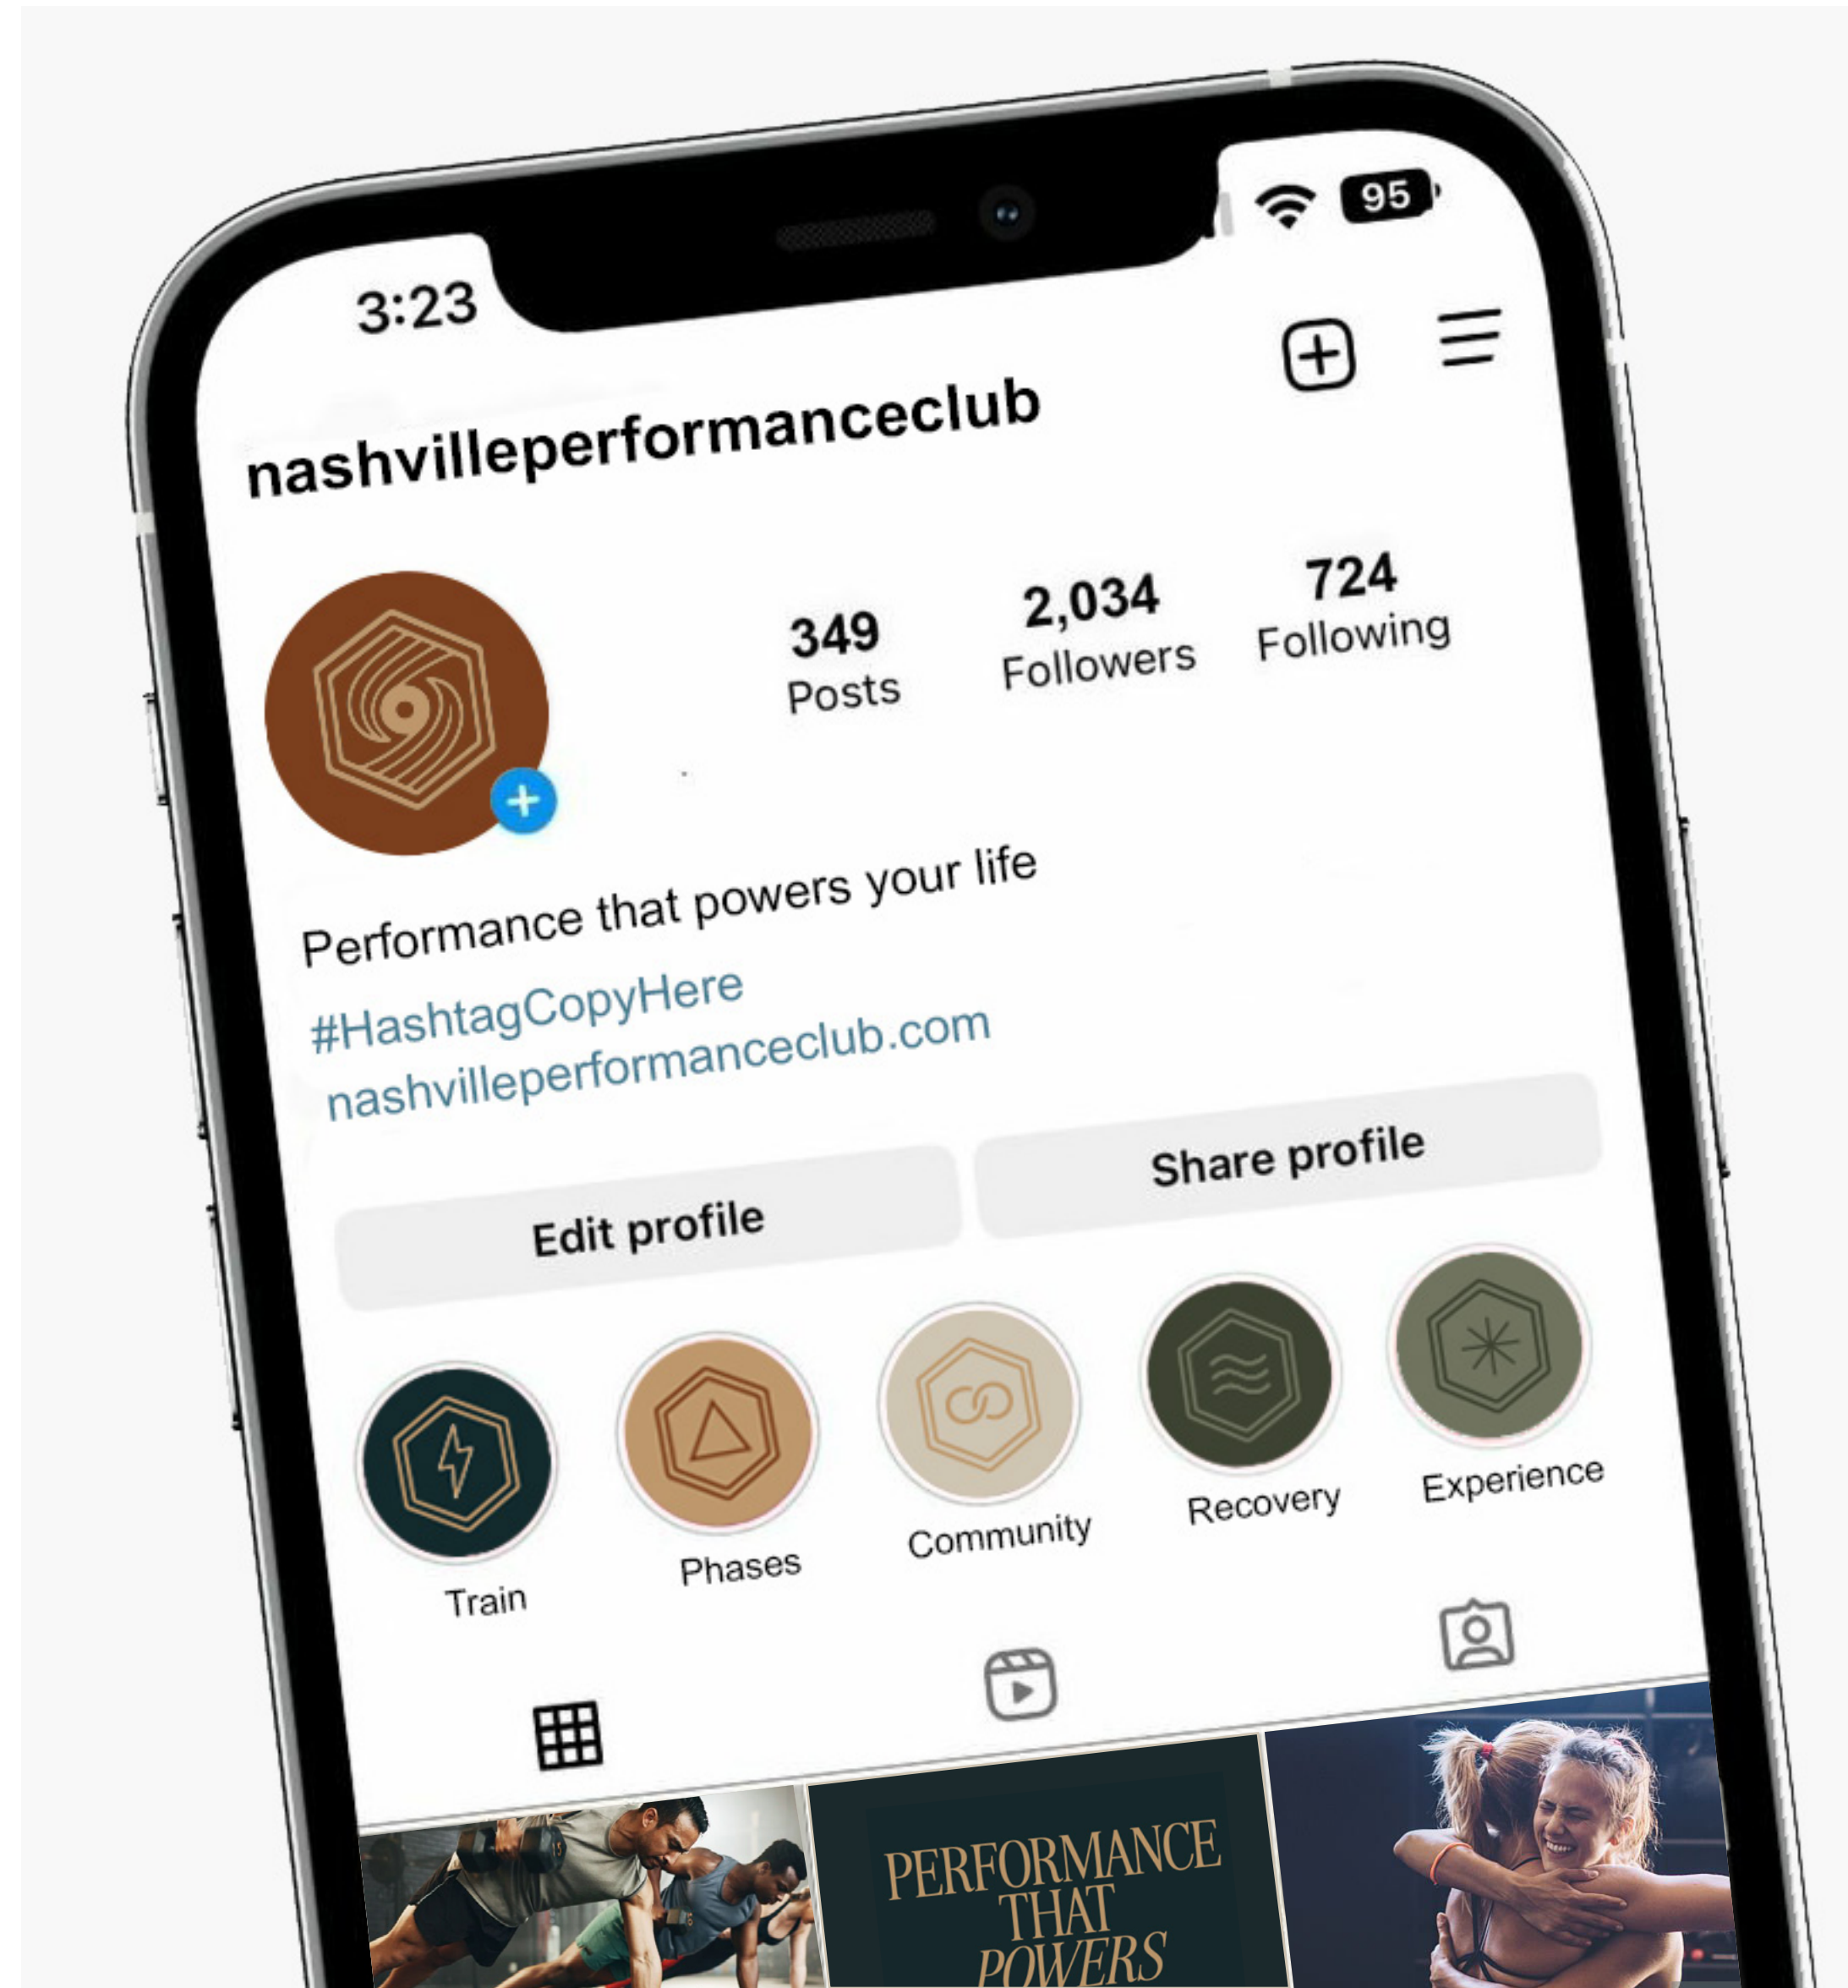 3:23
95
nashvilleperformanceclub
349
Posts
2,034
Followers
724
Following
Performance that powers your life
#HashtagCopyHere
nashvilleperformanceclub.com
Edit profile
Share profile
Train
Phases
Community
Recovery
Experience
PERFORMANCE
THAT
POWERS